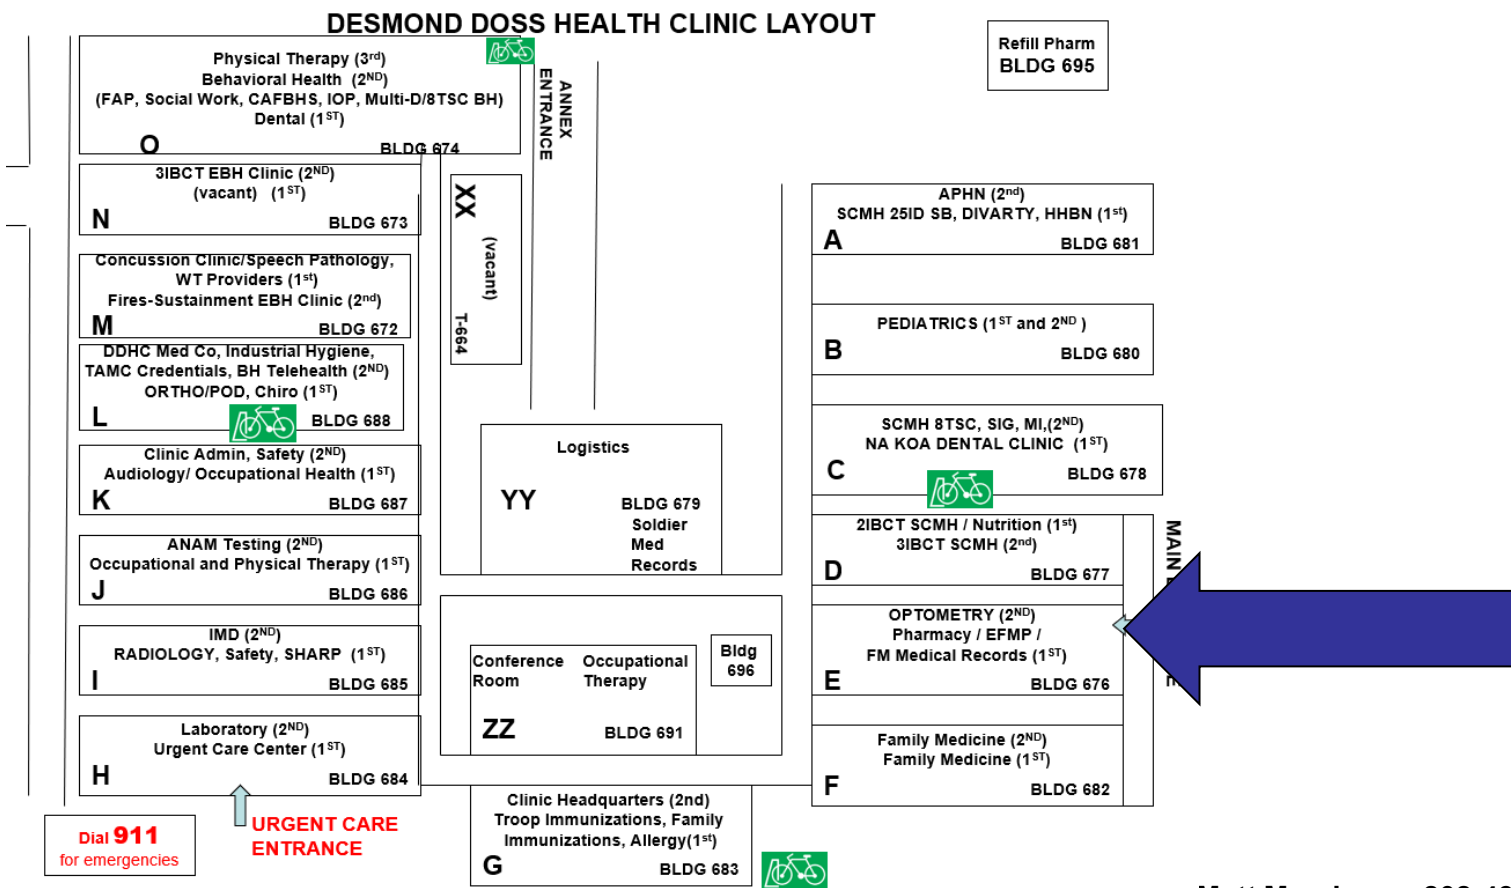 DESMOND DOSS HEALTH CLINIC LAYOUT
Refill Pharm
BLDG 695
Physical Therapy (3rd)
Behavioral Health (2ND)
(FAP, Social Work, CAFBHS, IOP, Multi-D/8TSC BH)
Dental (1ST)
O BLDG 674
ANNEX
ENTRANCE
3IBCT EBH Clinic (2ND)
(vacant) (1ST)
N BLDG 673
XX (vacant) T-664
Concussion Clinic/Speech Pathology,
WT Providers (1st)
Fires-Sustainment EBH Clinic (2nd)
M BLDG 672
DDHC Med Co, Industrial Hygiene,
TAMC Credentials, BH Telehealth (2ND)
ORTHO/POD, Chiro (1ST)
L BLDG 688
Clinic Admin, Safety (2ND)
Audiology/ Occupational Health (1ST)
K BLDG 687
ANAM Testing (2ND)
Occupational and Physical Therapy (1ST)
J BLDG 686
IMD (2ND)
RADIOLOGY, Safety, SHARP (1ST)
I BLDG 685
Laboratory (2ND)
Urgent Care Center (1ST)
H BLDG 684
URGENT CARE
ENTRANCE
Dial 911
for emergencies
Logistics
YY BLDG 679
Soldier
Med
Records
Conference Room
Occupational Therapy
ZZ BLDG 691
Bldg
696
Clinic Headquarters (2nd)
Troop Immunizations, Family
Immunizations, Allergy(1st)
G BLDG 683
APHN (2nd)
SCMH 25ID SB, DIVARTY, HHBN (1st)
A BLDG 681
PEDIATRICS (1ST and 2ND )
B BLDG 680
SCMH 8TSC, SIG, MI,(2ND)
NA KOA DENTAL CLINIC (1ST)
C BLDG 678
2IBCT SCMH / Nutrition (1st)
3IBCT SCMH (2nd)
D BLDG 677
OPTOMETRY (2ND)
Pharmacy / EFMP /
FM Medical Records (1ST)
E BLDG 676
Family Medicine (2ND)
Family Medicine (1ST)
F BLDG 682
MAIN